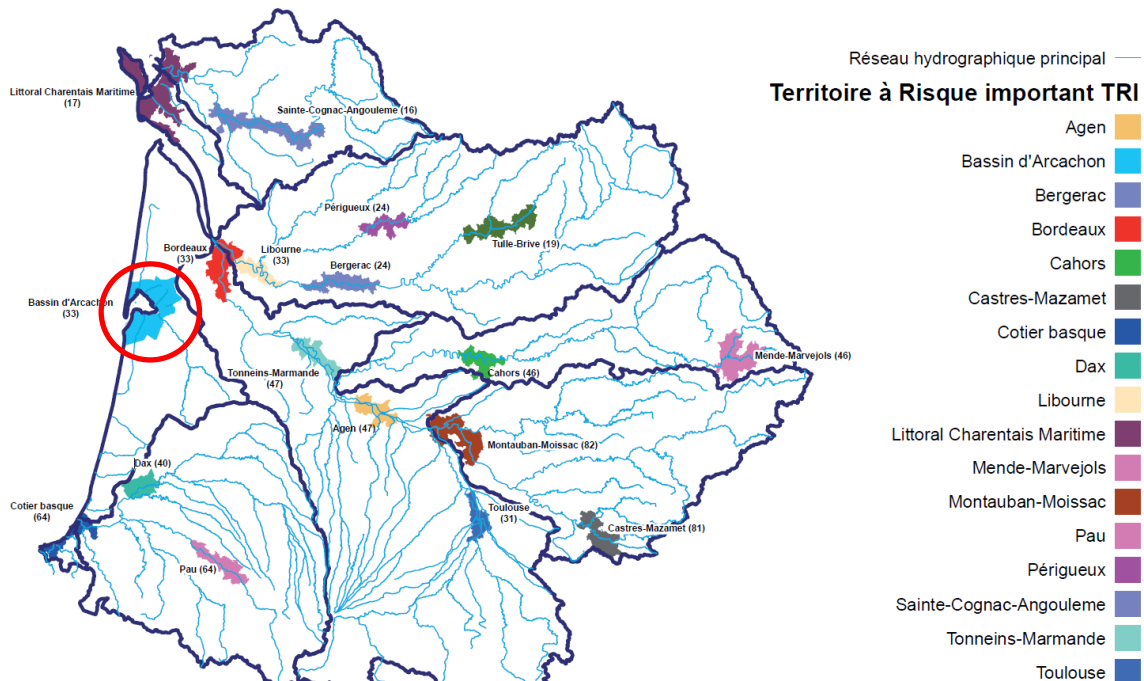 Réseau hydrographique principal
Territoire à Risque important TRI
Agen
Bassin d'Arcachon
Bergerac
Bordeaux
Cahors
Castres-Mazamet
Cotier basque
Dax
Libourne
Littoral Charentais Maritime
Mende-Marvejols
Montauban-Moissac
Pau
Périgueux
Sainte-Cognac-Angouleme
Tonneins-Marmande
Toulouse
Littoral Charentais Maritime
(17)
Sainte-Cognac-Angouleme (16)
Périgueux (24)
Tulle-Brive (19)
Bordeaux
(33)
Libourne
(33)
Bergerac (24)
Bassin d'Arcachon
(33)
Tonneins-Marmande
(47)
Cahors (46)
Mende-Marvejols (46)
Agen (47)
Montauban-Moissac (82)
Dax (40)
Cotier basque
(64)
Toulouse
(31)
Castres-Mazamet (81)
Pau (64)